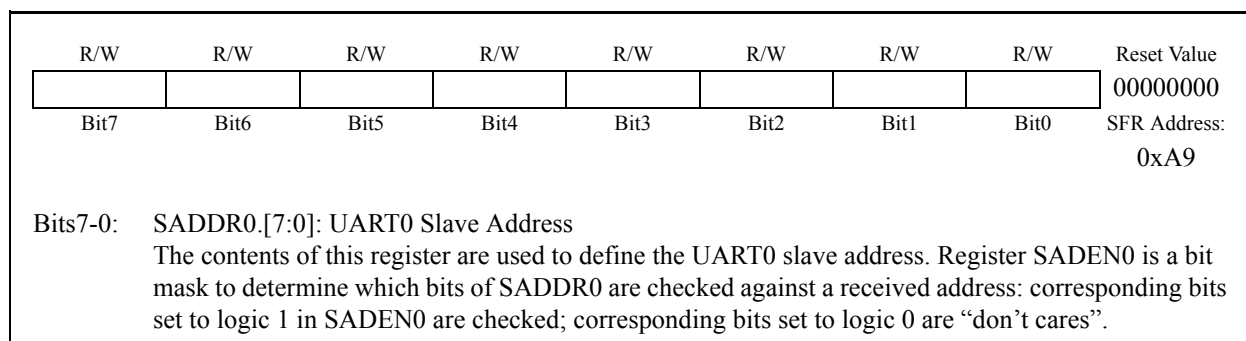 R/W R/W R/W R/W R/W R/W R/W R/W Reset Value
00000000
Bit7 Bit6 Bit5 Bit4 Bit3 Bit2 Bit1 Bit0 SFR Address:
0xA9
Bits7-0: SADDR0.[7:0]: UART0 Slave Address
The contents of this register are used to define the UART0 slave address. Register SADEN0 is a bit
mask to determine which bits of SADDR0 are checked against a received address: corresponding bits
set to logic 1 in SADEN0 are checked; corresponding bits set to logic 0 are “don’t cares”.